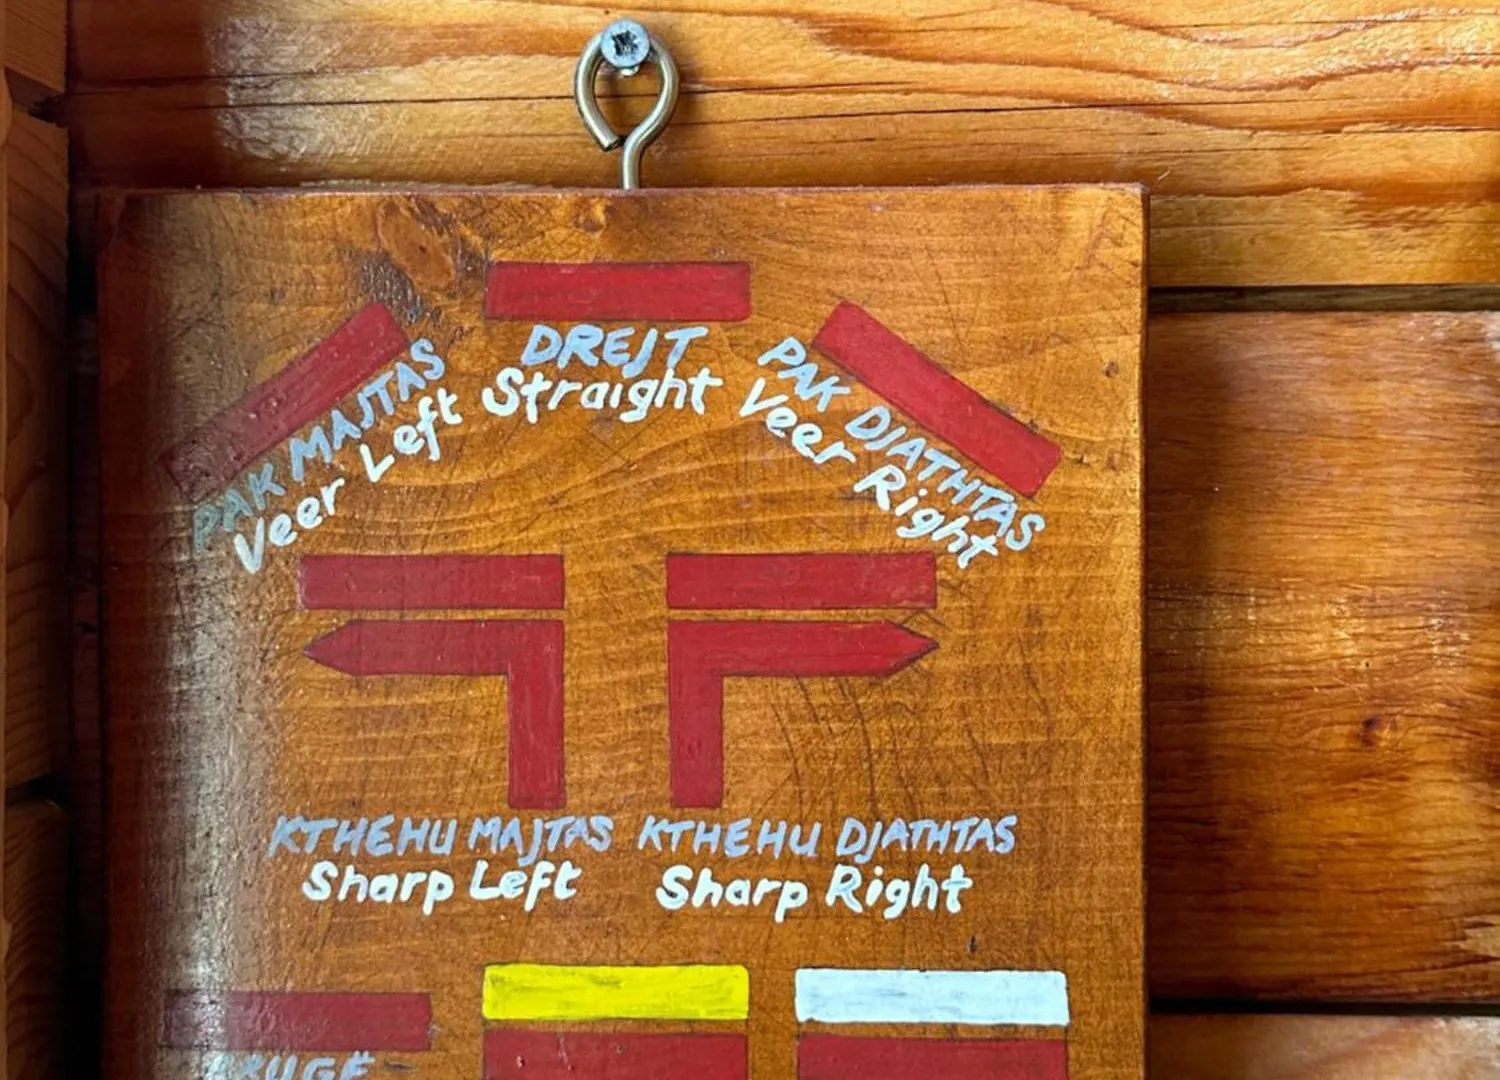 DREJT
Straight
PAK MAJTAS
Veer Left
PAK DJATHTAS
Veer Right
KTHEHU MAJTAS
Sharp Left
KTHEHU DJATHTAS
Sharp Right